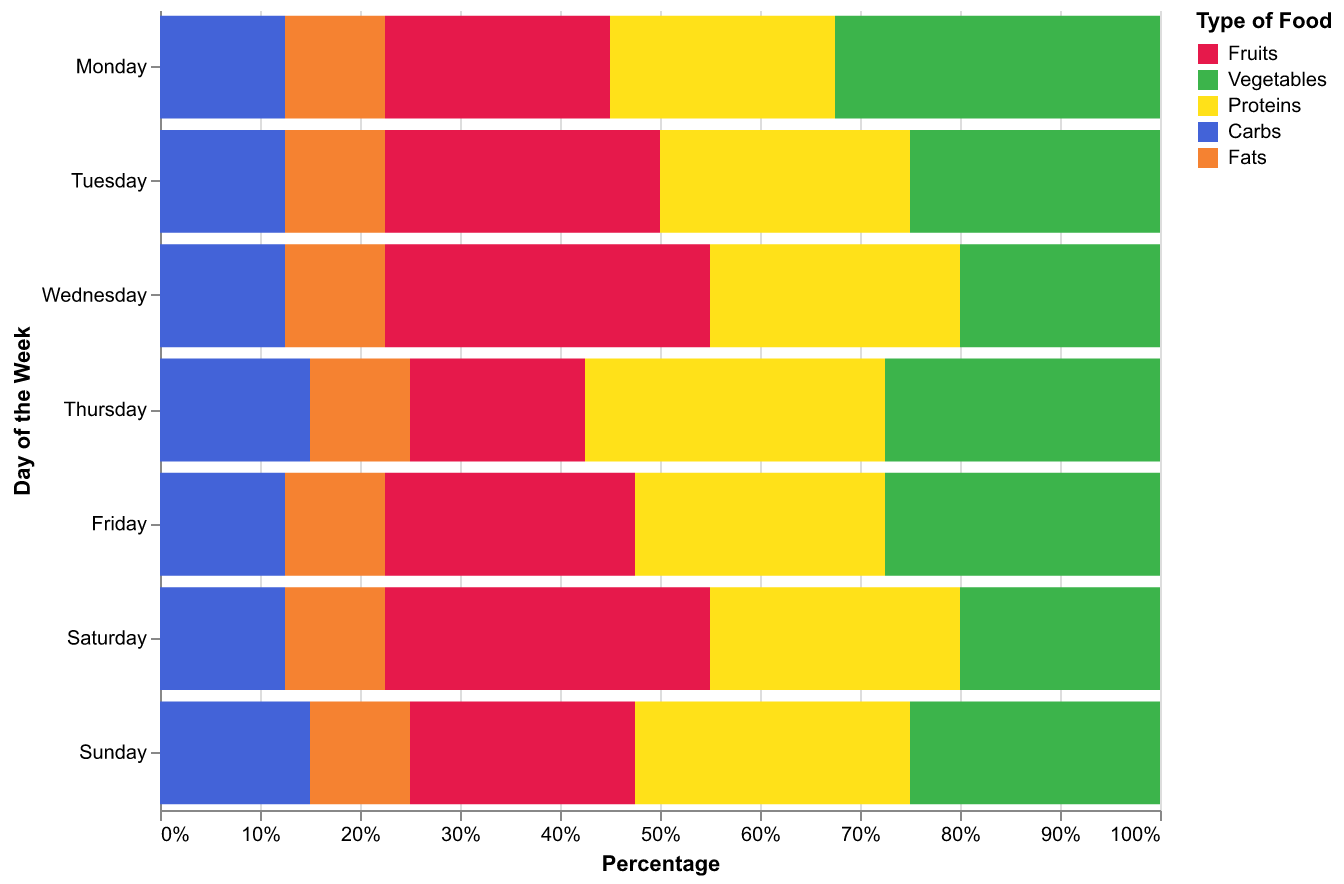 Type of Food
Fruits
Vegetables
Proteins
Carbs
Fats
Day of the Week
Monday
Tuesday
Wednesday
Thursday
Friday
Saturday
Sunday
0% 10% 20% 30% 40% 50% 60% 70% 80% 90% 100%
Percentage